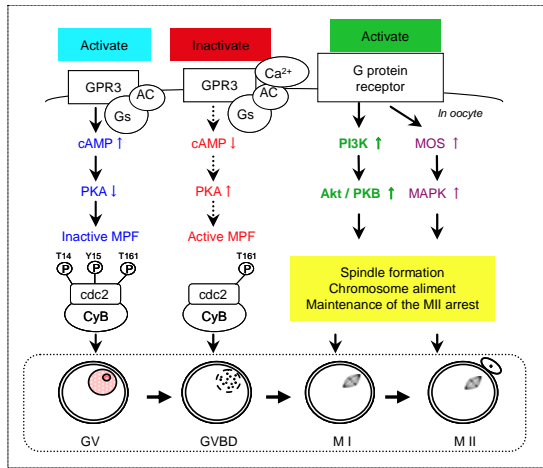 Activate
Inactivate
Activate
GPR3
AC
Gs
GPR3
Ca2+
AC
Gs
G protein
receptor
In oocyte
cAMP ↑
cAMP ↓
PI3K ↑
MOS ↑
PKA ↓
PKA ↑
Akt / PKB ↑
MAPK ↑
Inactive MPF
Active MPF
T14 Y15 T161
P P P
cdc2
CyB
T161
P
cdc2
CyB
Spindle formation
Chromosome aliment
Maintenance of the MII arrest
GV
GVBD
M I
M II